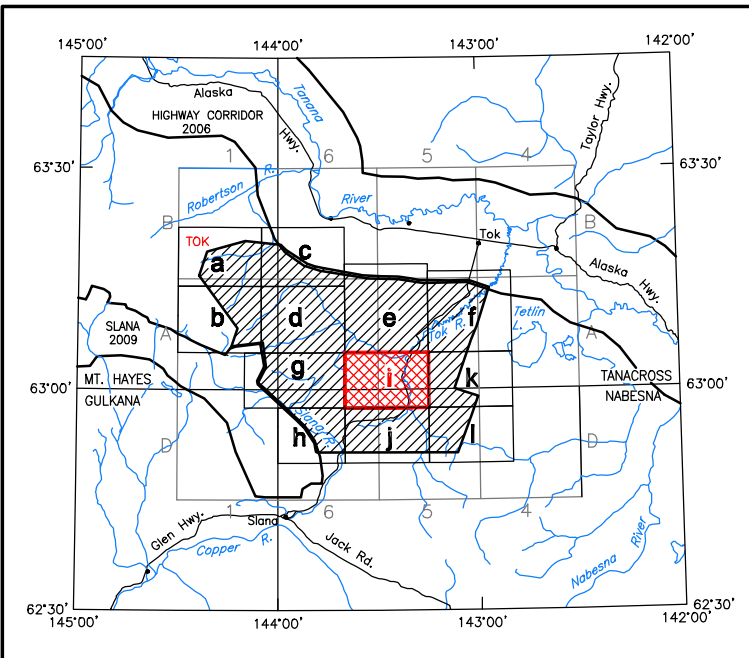 145°00'
144°00'
143°00'
142°00'
Alaska
Tanana
HIGHWAY CORRIDOR
2006
Hwy.
Taylor Hwy.
63°30'
63°30'
1
6
5
4
Robertson R.
River
B
B
TOK
Tok
c
a
Alaska Hwy.
e
f
d
b
Tetlin
L.
SLANA
2009
A
A
Tok R.
g
i
k
63°00'
63°00'
MT. HAYES
GULKANA
TANACROSS
NABESNA
Slana R.
h
j
l
D
D
1
6
5
4
Slana
Glen Hwy.
Copper R.
Jack Rd.
Nabesna River
62°30'
62°30'
145°00'
144°00'
143°00'
142°00'